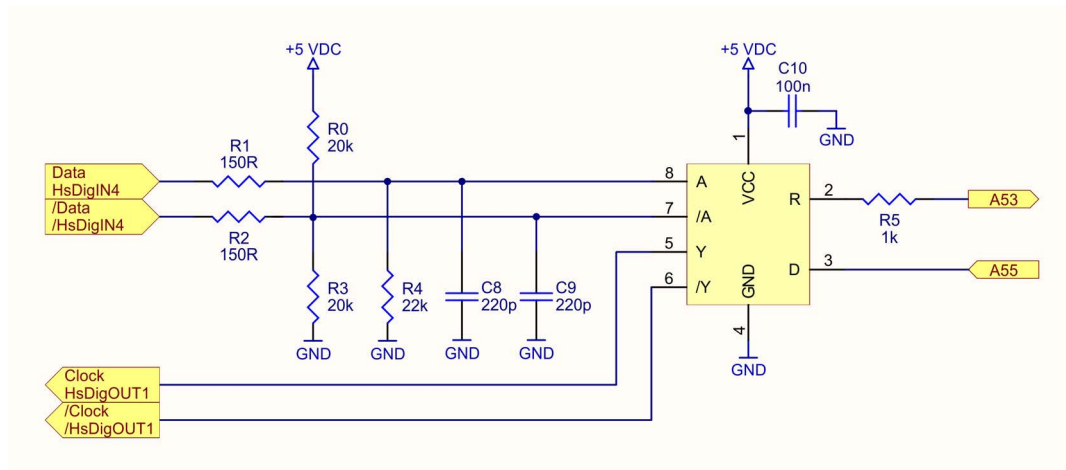 +5 VDC
+5 VDC
C10
100n
GND
R0
20k
R1
150R
1
Data
HsDigIN4
8
A
VCC
/Data
/HsDigIN4
R
2
A53
7
/A
R5
1k
R2
150R
5
Y
6
/Y
GND
D
3
A55
R3
20k
R4
22k
C8
220p
C9
220p
4
GND
GND
GND
GND
GND
Clock
HsDigOUT1
/Clock
/HsDigOUT1